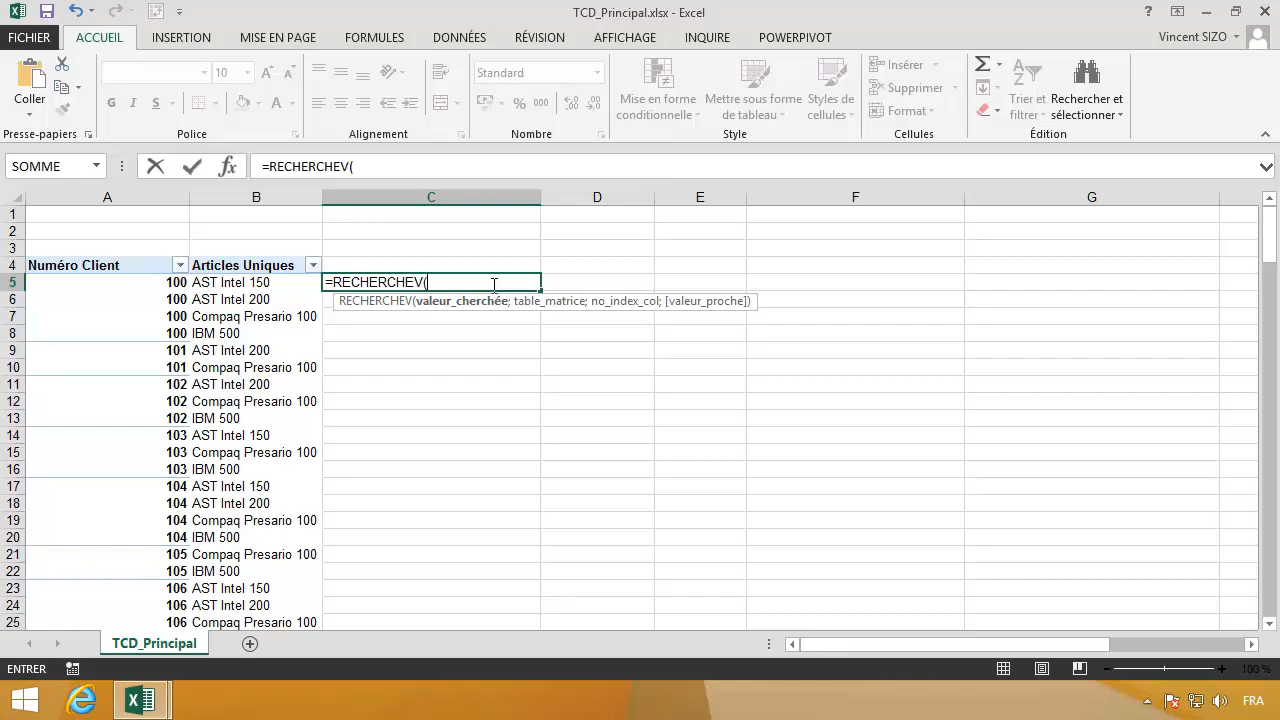 TCD_Principal.xlsx - Excel
FICHIER ACCUEIL INSERTION MISE EN PAGE FORMULES DONNÉES RÉVISION AFFICHAGE INQUIRE POWERPIVOT Vincent SIZO
Coller
Presse-papiers
10
G I S A
Police
Alignement
Standard
% 000
Nombre
Mise en forme conditionnelle
Mettre sous forme de tableau
Styles de cellules
Style
Insérer
Supprimer
Format
Cellules
Σ
Trier et filtrer
Rechercher et sélectionner
Édition
SOMME fx =RECHERCHEV(
A B C D E F G
1
2
3
4 Numéro Client Articles Uniques
5 100 AST Intel 150 =RECHERCHEV(
RECHERCHEV(valeur_cherchée; table_matrice; no_index_col; [valeur_proche])
6 100 AST Intel 200
7 100 Compaq Presario 100
8 100 IBM 500
9 101 AST Intel 200
10 101 Compaq Presario 100
11 102 AST Intel 200
12 102 Compaq Presario 100
13 102 IBM 500
14 103 AST Intel 150
15 103 Compaq Presario 100
16 103 IBM 500
17 104 AST Intel 150
18 104 AST Intel 200
19 104 Compaq Presario 100
20 104 IBM 500
21 105 Compaq Presario 100
22 105 IBM 500
23 106 AST Intel 150
24 106 AST Intel 200
25 106 Compaq Presario 100
TCD_Principal
ENTRER 100 %
FRA